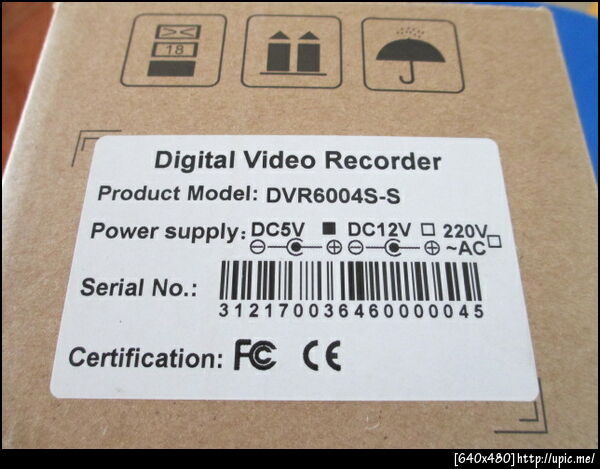 18
Digital Video Recorder
Product Model: DVR6004S-S
Power supply: DC5V ■ DC12V □ 220V~AC □
Serial No.:
312170036460000045
Certification: FC CE
[640x480]http://upic.me/